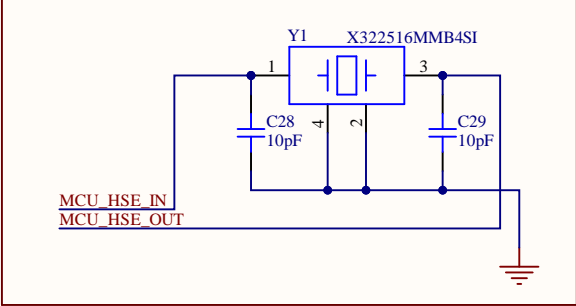 Y1
X322516MMB4SI
1
3
C28
10pF
4
2
C29
10pF
MCU_HSE_IN
MCU_HSE_OUT